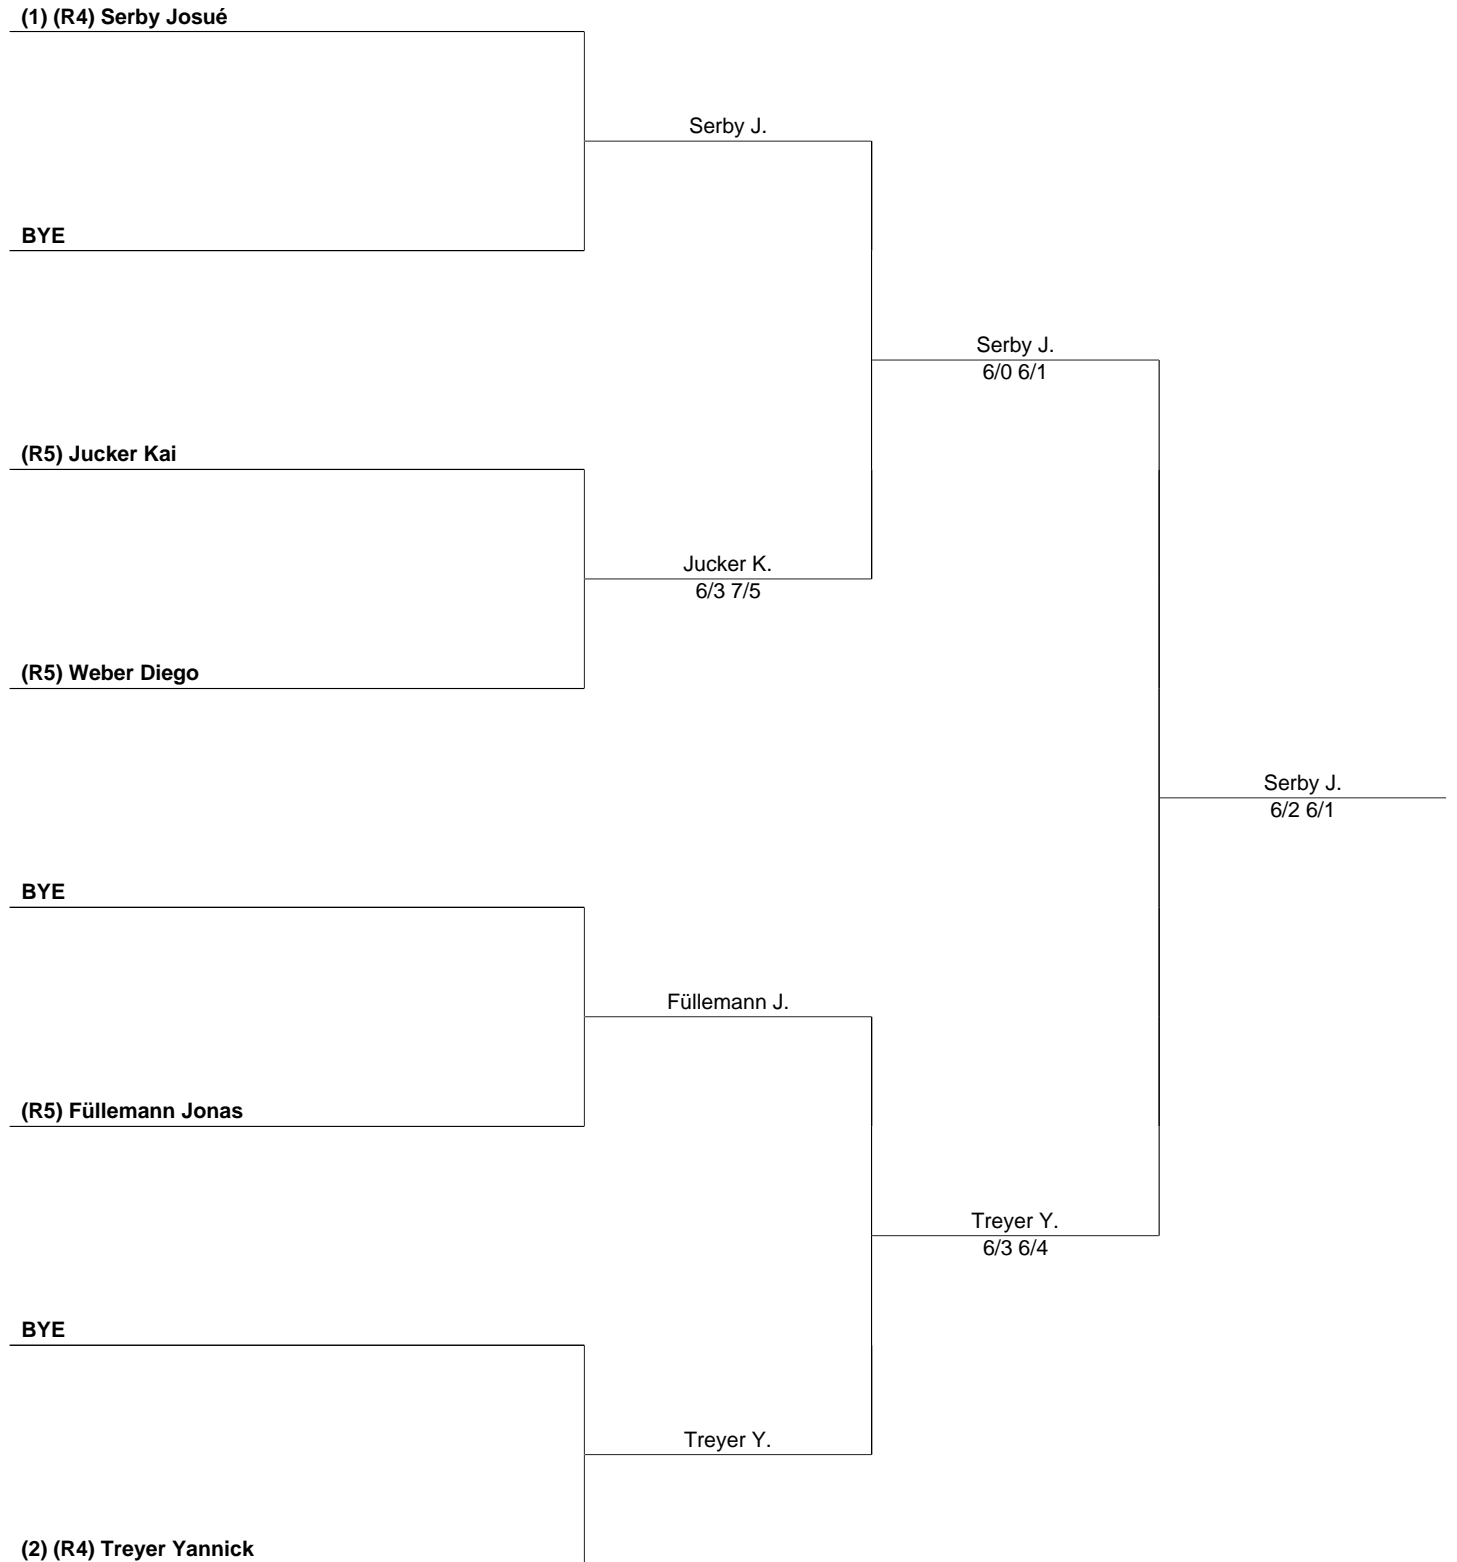 (1) (R4) Serby Josué
Serby J.
BYE
Serby J.
6/0 6/1
(R5) Jucker Kai
Jucker K.
6/3 7/5
(R5) Weber Diego
Serby J.
6/2 6/1
BYE
Füllemann J.
(R5) Füllemann Jonas
Treyer Y.
6/3 6/4
BYE
Treyer Y.
(2) (R4) Treyer Yannick